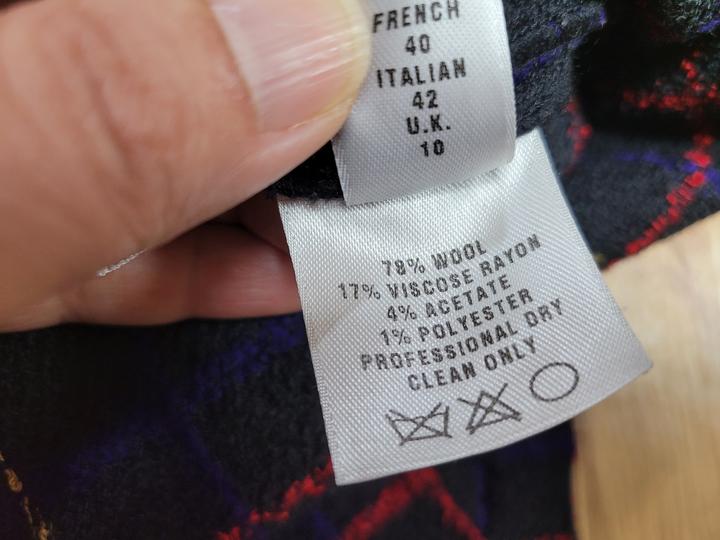 FRENCH
40
ITALIAN
42
U.K.
10
78% WOOL
17% VISCOSE RAYON
4% ACETATE
1% POLYESTER
PROFESSIONAL DRY
CLEAN ONLY